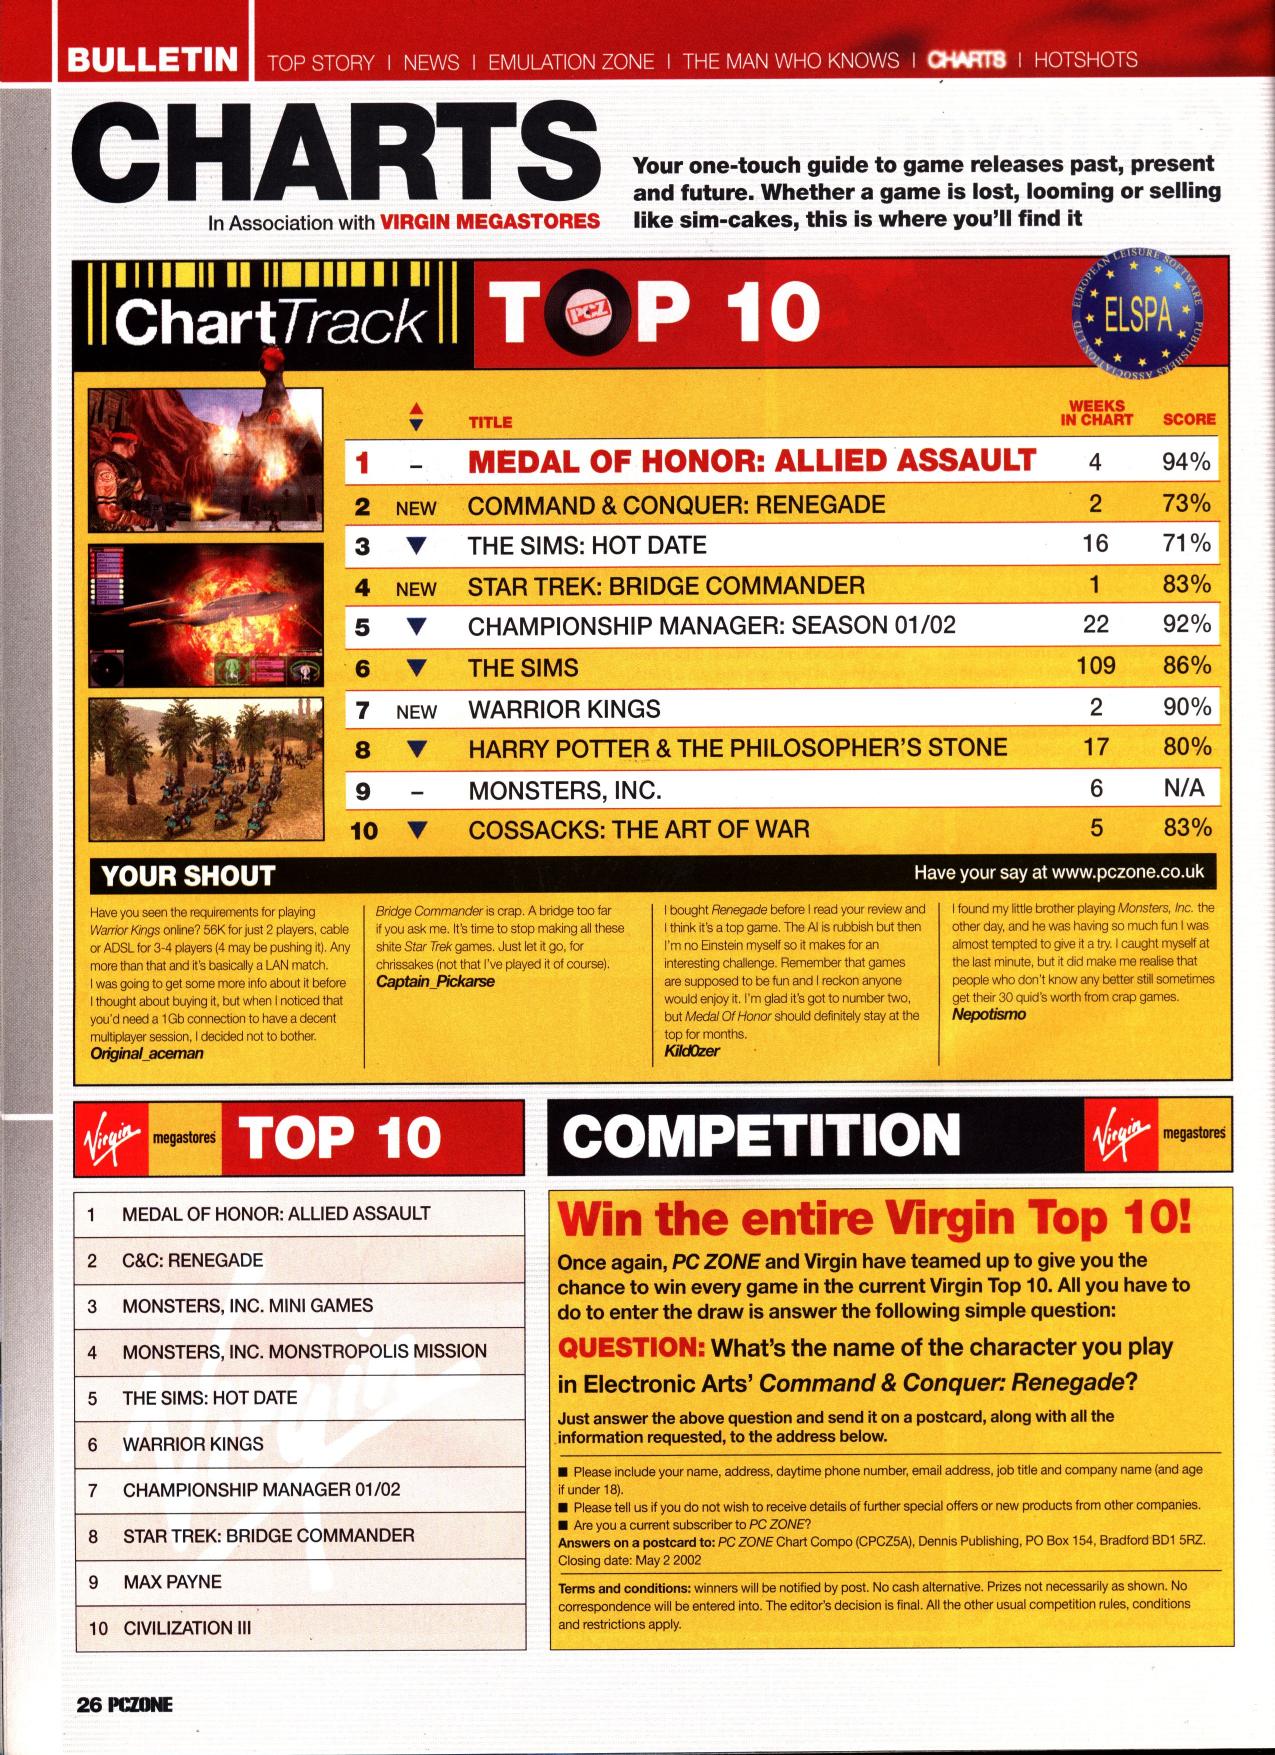 BULLETIN
TOP STORY | NEWS | EMULATION ZONE | THE MAN WHO KNOWS | CHARTS | HOTSHOTS
CHARTS
In Association with VIRGIN MEGASTORES
Your one-touch guide to game releases past, present
and future. Whether a game is lost, looming or selling
like sim-cakes, this is where you'll find it
ChartTrack
TOP 10
PCZ
EUROPEAN LEISURE SOFTWARE PUBLISHERS ASSOCIATION LTD
ELSPA
TITLE WEEKS IN CHART SCORE
1 – MEDAL OF HONOR: ALLIED ASSAULT 4 94%
2 NEW COMMAND & CONQUER: RENEGADE 2 73%
3 ▼ THE SIMS: HOT DATE 16 71%
4 NEW STAR TREK: BRIDGE COMMANDER 1 83%
5 ▼ CHAMPIONSHIP MANAGER: SEASON 01/02 22 92%
6 ▼ THE SIMS 109 86%
7 NEW WARRIOR KINGS 2 90%
8 ▼ HARRY POTTER & THE PHILOSOPHER'S STONE 17 80%
9 – MONSTERS, INC. 6 N/A
10 ▼ COSSACKS: THE ART OF WAR 5 83%
YOUR SHOUT
Have your say at www.pczone.co.uk
Have you seen the requirements for playing
Warrior Kings online? 56K for just 2 players, cable
or ADSL for 3-4 players (4 may be pushing it). Any
more than that and it's basically a LAN match.
I was going to get some more info about it before
I thought about buying it, but when I noticed that
you'd need a 1Gb connection to have a decent
multiplayer session, I decided not to bother.
Original_aceman
Bridge Commander is crap. A bridge too far
if you ask me. It's time to stop making all these
shite Star Trek games. Just let it go, for
chrissakes (not that I've played it of course).
Captain_Pickarse
I bought Renegade before I read your review and
I think it's a top game. The AI is rubbish but then
I'm no Einstein myself so it makes for an
interesting challenge. Remember that games
are supposed to be fun and I reckon anyone
would enjoy it. I'm glad it's got to number two,
but Medal Of Honor should definitely stay at the
top for months.
Kild0zer
I found my little brother playing Monsters, Inc. the
other day, and he was having so much fun I was
almost tempted to give it a try. I caught myself at
the last minute, but it did make me realise that
people who don't know any better still sometimes
get their 30 quid's worth from crap games.
Nepotismo
Virgin megastores TOP 10
1 MEDAL OF HONOR: ALLIED ASSAULT
2 C&C: RENEGADE
3 MONSTERS, INC. MINI GAMES
4 MONSTERS, INC. MONSTROPOLIS MISSION
5 THE SIMS: HOT DATE
6 WARRIOR KINGS
7 CHAMPIONSHIP MANAGER 01/02
8 STAR TREK: BRIDGE COMMANDER
9 MAX PAYNE
10 CIVILIZATION III
Virgin
COMPETITION
Virgin megastores
Win the entire Virgin Top 10!
Once again, PC ZONE and Virgin have teamed up to give you the
chance to win every game in the current Virgin Top 10. All you have to
do to enter the draw is answer the following simple question:
QUESTION: What's the name of the character you play
in Electronic Arts' Command & Conquer: Renegade?
Just answer the above question and send it on a postcard, along with all the
information requested, to the address below.
■ Please include your name, address, daytime phone number, email address, job title and company name (and age
if under 18).
■ Please tell us if you do not wish to receive details of further special offers or new products from other companies.
■ Are you a current subscriber to PC ZONE?
Answers on a postcard to: PC ZONE Chart Compo (CPCZ5A), Dennis Publishing, PO Box 154, Bradford BD1 5RZ.
Closing date: May 2 2002
Terms and conditions: winners will be notified by post. No cash alternative. Prizes not necessarily as shown. No
correspondence will be entered into. The editor's decision is final. All the other usual competition rules, conditions
and restrictions apply.
26 PCZONE